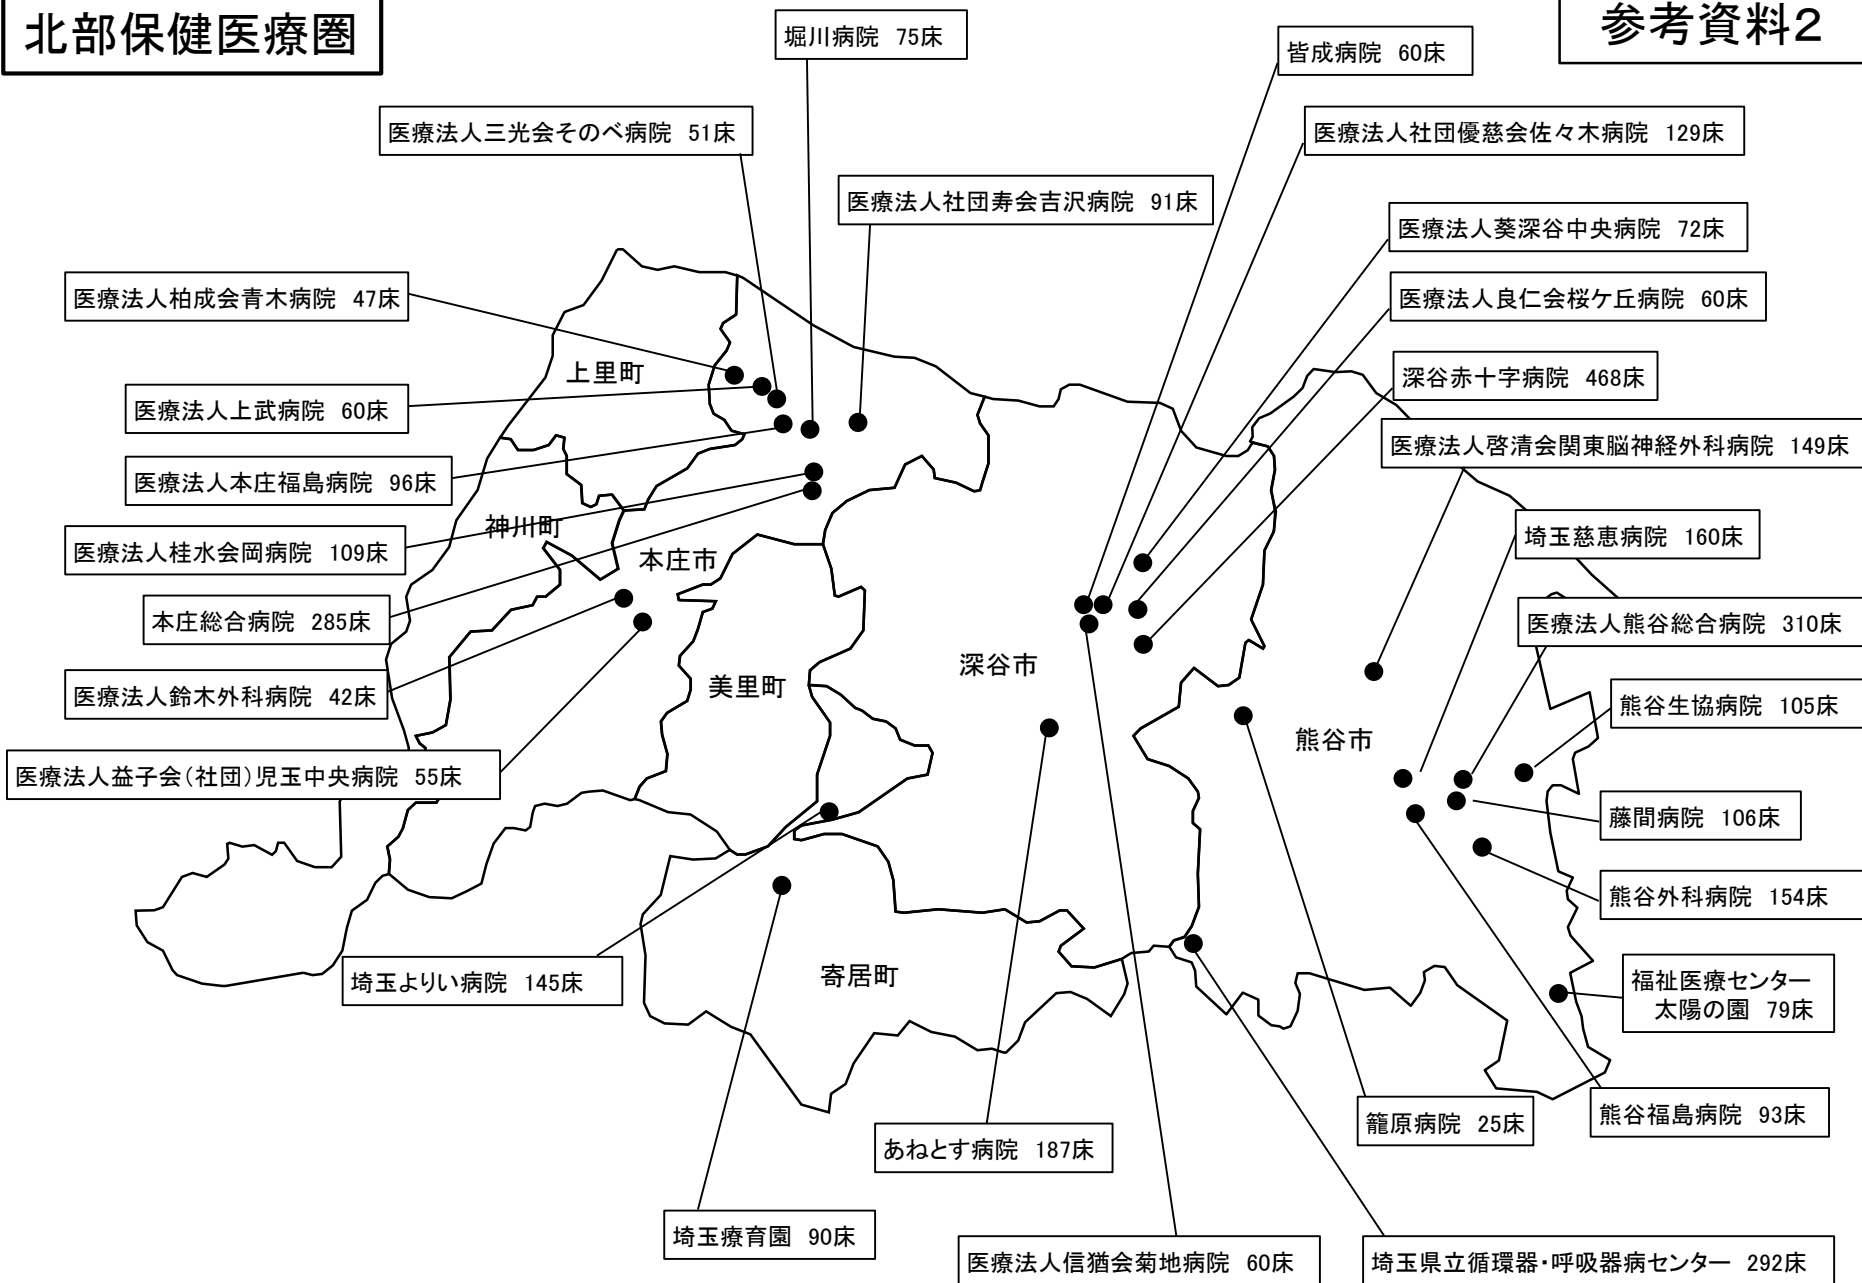 北部保健医療圏
参考資料2
堀川病院 75床
皆成病院 60床
医療法人三光会そのべ病院 51床
医療法人社団優慈会佐々木病院 129床
医療法人社団寿会吉沢病院 91床
医療法人葵深谷中央病院 72床
医療法人柏成会青木病院 47床
医療法人良仁会桜ケ丘病院 60床
上里町
深谷赤十字病院 468床
医療法人上武病院 60床
医療法人啓清会関東脳神経外科病院 149床
医療法人本庄福島病院 96床
神川町
埼玉慈恵病院 160床
医療法人桂水会岡病院 109床
本庄市
本庄総合病院 285床
医療法人熊谷総合病院 310床
深谷市
医療法人鈴木外科病院 42床
美里町
熊谷生協病院 105床
熊谷市
医療法人益子会(社団)児玉中央病院 55床
藤間病院 106床
熊谷外科病院 154床
埼玉よりい病院 145床
寄居町
福祉医療センター
太陽の園 79床
籠原病院 25床
熊谷福島病院 93床
あねとす病院 187床
埼玉療育園 90床
医療法人信猶会菊地病院 60床
埼玉県立循環器・呼吸器病センター 292床